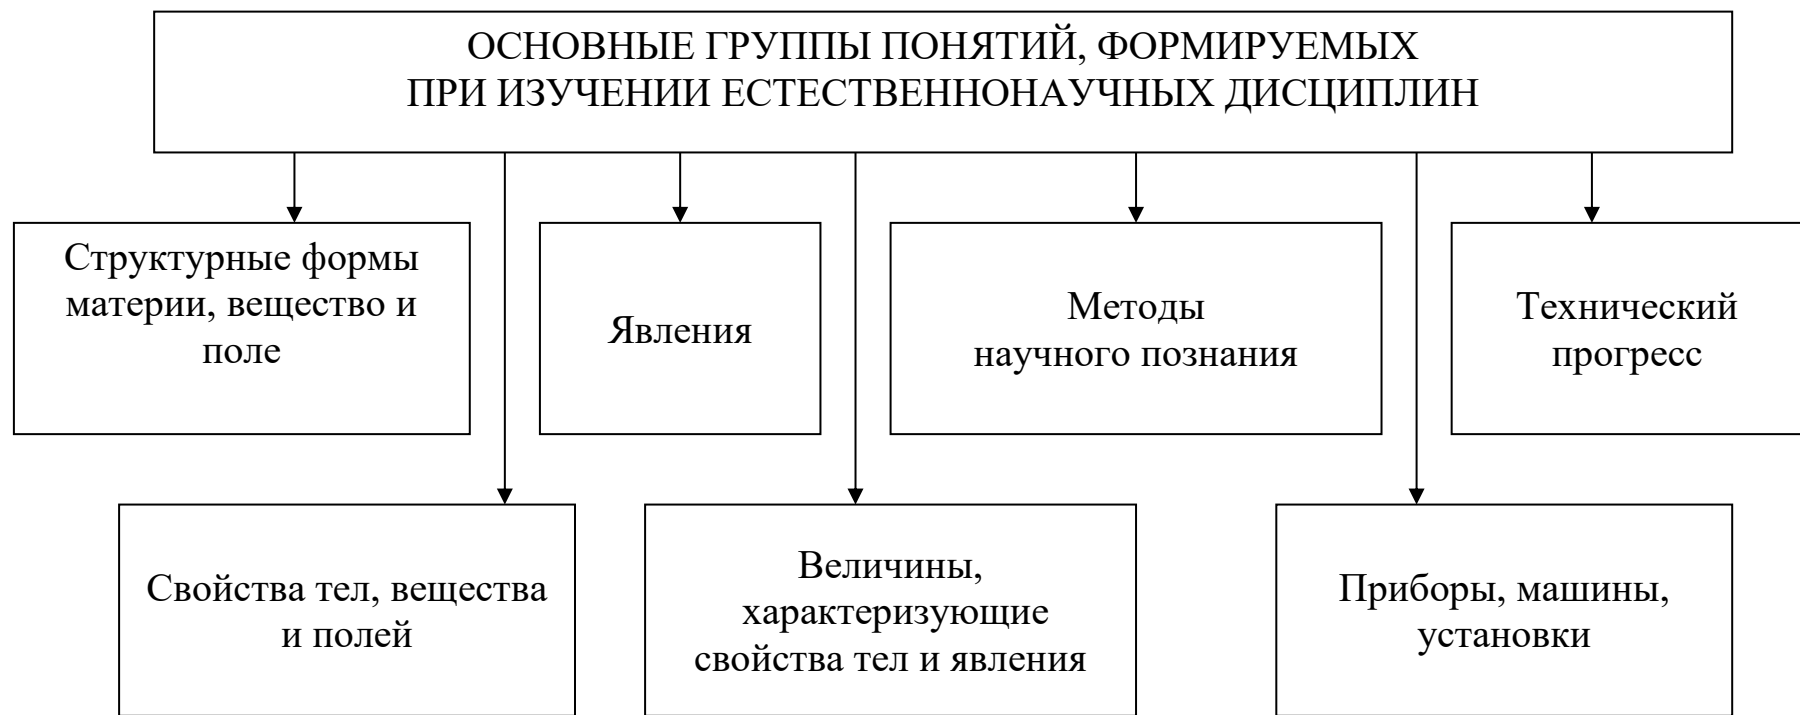 ОСНОВНЫЕ ГРУППЫ ПОНЯТИЙ, ФОРМИРУЕМЫХ
ПРИ ИЗУЧЕНИИ ЕСТЕСТВЕННОНАУЧНЫХ ДИСЦИПЛИН
Структурные формы
материи, вещество и
поле
Явления
Методы
научного познания
Технический
прогресс
Свойства тел, вещества
и полей
Величины,
характеризующие
свойства тел и явления
Приборы, машины,
установки